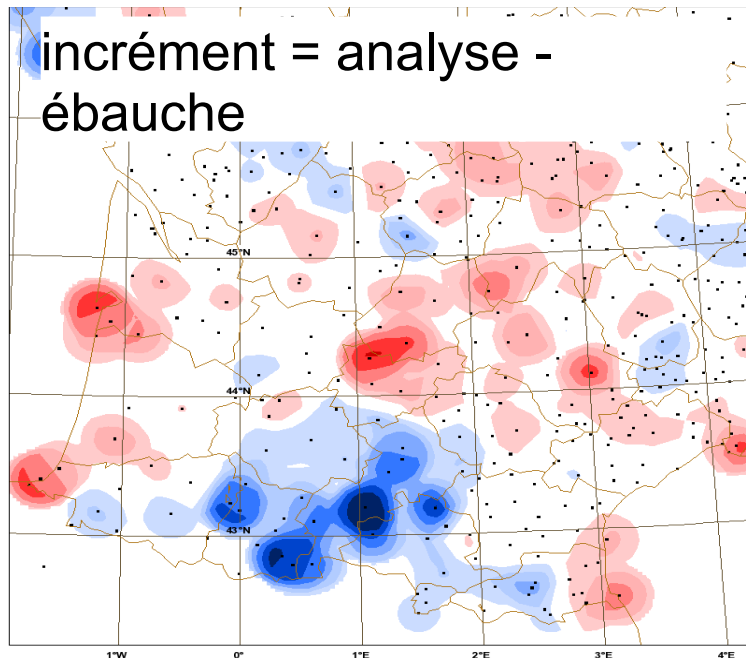 incrément = analyse -
ébauche
45°N
44°N
43°N
1°W 0° 1°E 2°E 3°E 4°E